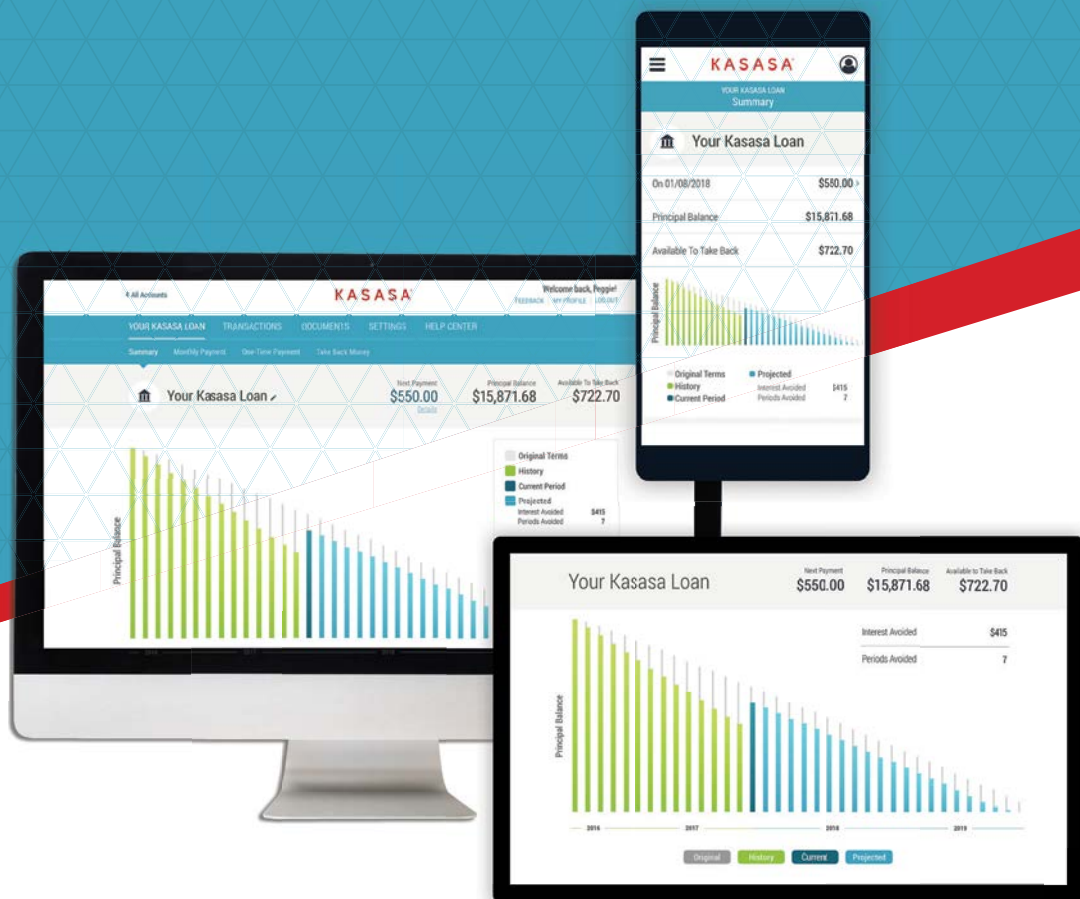 KASASA
YOUR KASASA LOAN
Summary
Your Kasasa Loan
On 01/08/2018 $550.00 >
Principal Balance $15,871.68
Available To Take Back $722.70
Principal Balance
Original Terms
History
Current Period
Projected
Interest Avoided $415
Periods Avoided 7
All Accounts
KASASA
Welcome back, Peggie!
FEEDBACK MY PROFILE LOG OUT
YOUR KASASA LOAN TRANSACTIONS DOCUMENTS SETTINGS HELP CENTER
Summary Monthly Payment One-Time Payment Take Back Money
Your Kasasa Loan
Next Payment
$550.00
Details
Principal Balance
$15,871.68
Available To Take Back
$722.70
Original Terms
History
Current Period
Projected
Interest Avoided $415
Periods Avoided 7
Principal Balance
2016 2017 2018
Your Kasasa Loan
Next Payment
$550.00
Principal Balance
$15,871.68
Available to Take Back
$722.70
Interest Avoided $415
Periods Avoided 7
Principal Balance
2016 2017 2018 2019
Original History Current Projected